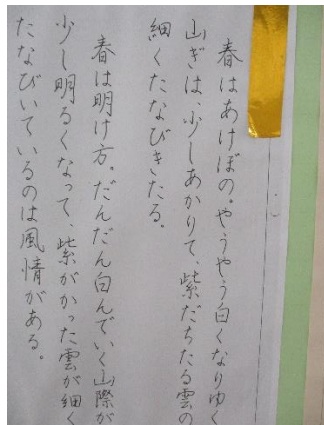 春はあけぼの。やうやう白くなりゆく
山ぎは、少しあかりて、紫だちたる雲の
細くたなびきたる。
春は明け方。だんだん白んでいく山際が
少し明るくなって、紫がかった雲が細く
たなびいているのは風情がある。